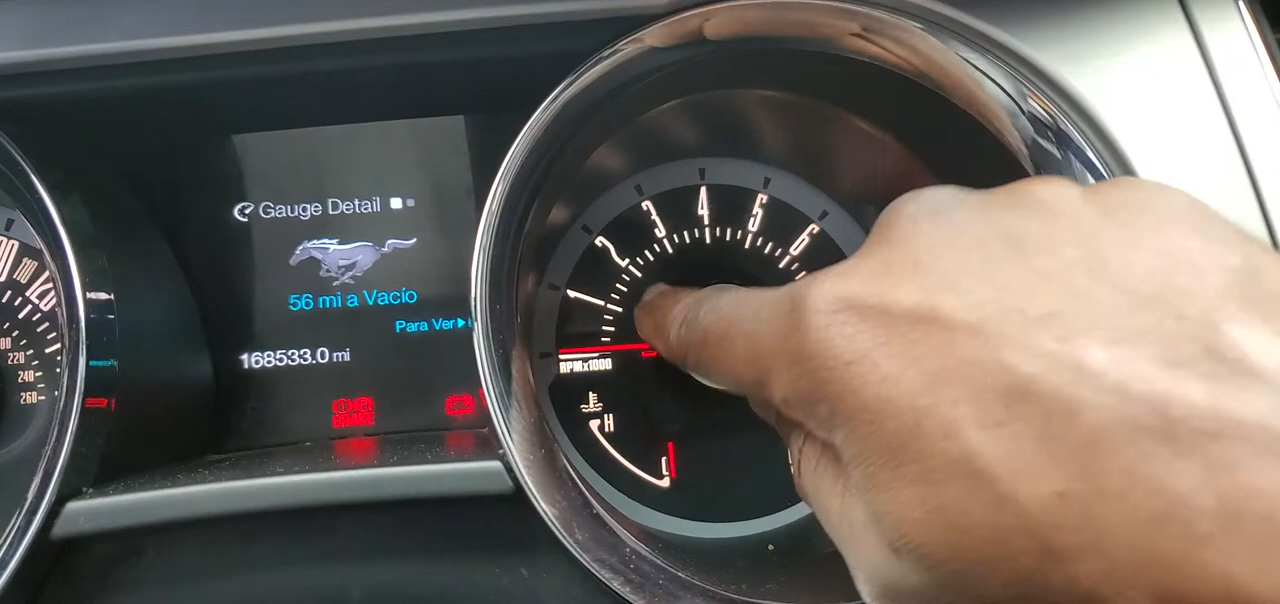 Gauge Detail
56 mi a Vacío
Para Ver
168533.0 mi
BRAKE
120
220
240
260
1
2
3
4
5
6
RPMx1000
H
C